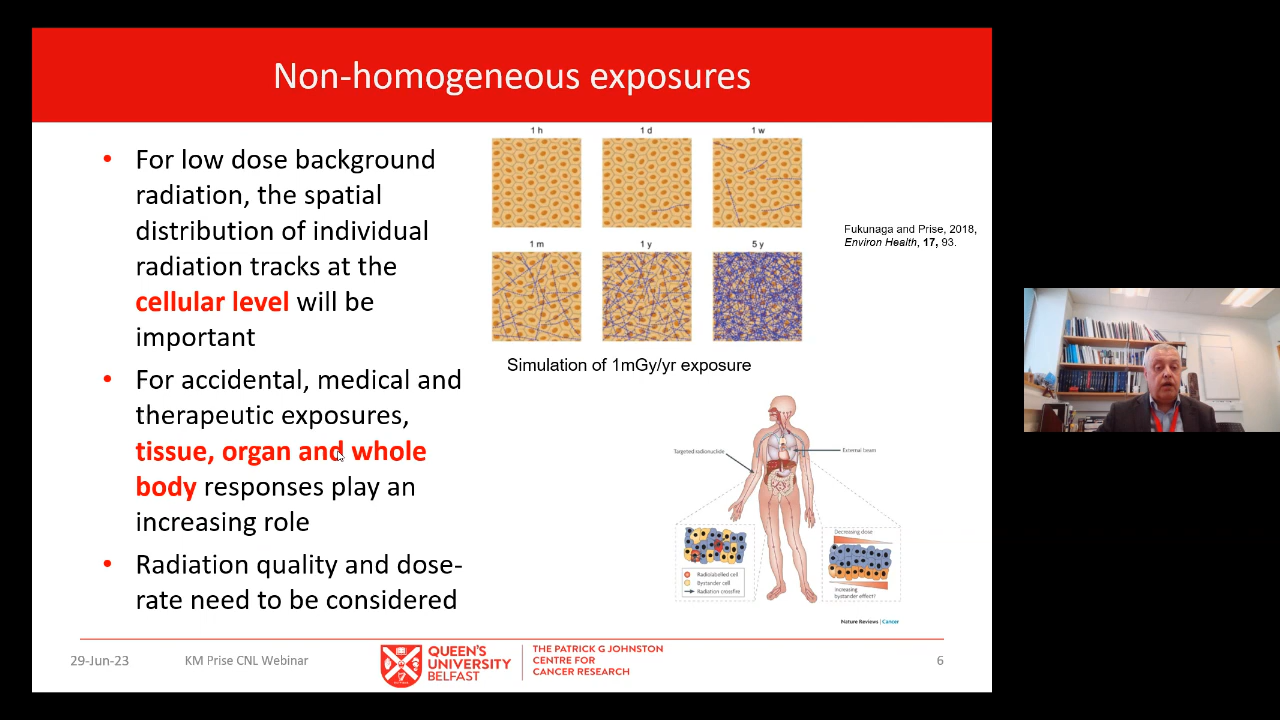 Non-homogeneous exposures
• For low dose background
radiation, the spatial
distribution of individual
radiation tracks at the
cellular level will be
important
• For accidental, medical and
therapeutic exposures,
tissue, organ and whole
body responses play an
increasing role
• Radiation quality and dose-
rate need to be considered
1 h
1 d
1 w
1 m
1 y
5 y
Fukunaga and Prise, 2018,
Environ Health, 17, 93.
Simulation of 1mGy/yr exposure
Targeted radionuclide
External beam
Radiolabelled cell
Bystander cell
Radiation crossfire
Decreasing dose
Increasing
bystander effect?
Nature Reviews | Cancer
29-Jun-23
KM Prise CNL Webinar
QUEEN'S
UNIVERSITY
BELFAST
THE PATRICK G JOHNSTON
CENTRE FOR
CANCER RESEARCH
6